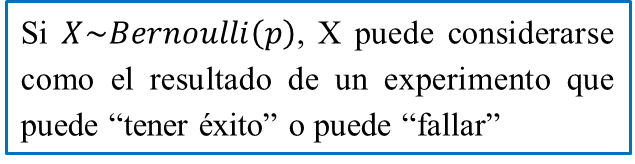 Si X~Bernoulli(p), X puede considerarse
como el resultado de un experimento que
puede “tener éxito” o puede “fallar”